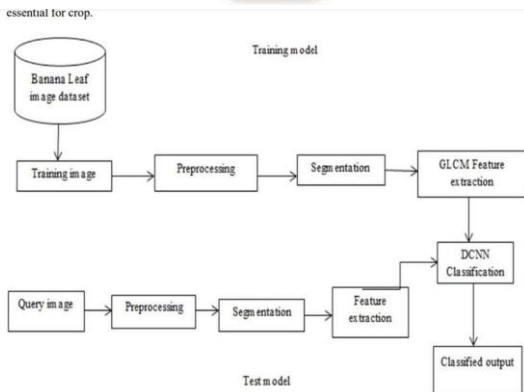 essential for crop.
Training model
Banana Leaf
image dataset
Training image
Preprocessing
Segmentation
GLCM Feature
extraction
DCNN
Classification
Query image
Preprocessing
Segmentation
Feature
extraction
Classified output
Test model